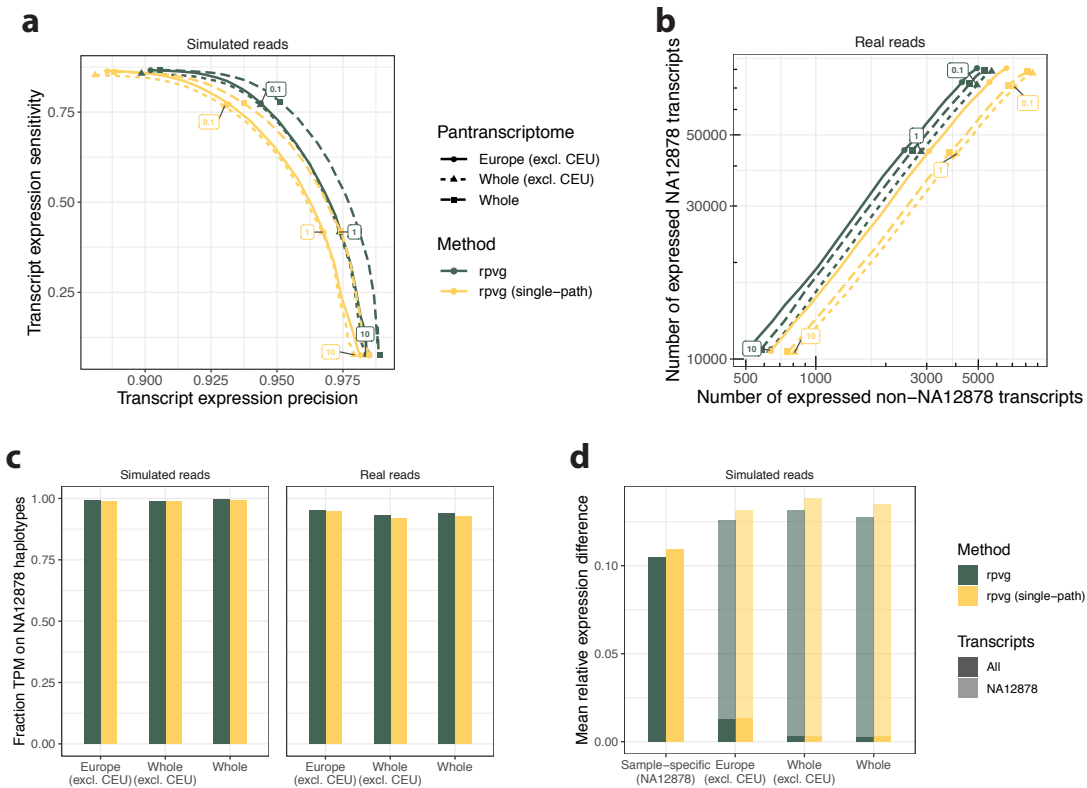 a
Simulated reads
Transcript expression sensitivity
0.75
0.50
0.25
0.1
0.1
1
1
10
10
0.900
0.925
0.950
0.975
Transcript expression precision
Pantranscriptome
Europe (excl. CEU)
Whole (excl. CEU)
Whole
Method
rpvg
rpvg (single−path)
b
Real reads
Number of expressed NA12878 transcripts
50000
30000
10000
0.1
0.1
1
1
10
10
500
1000
3000
5000
Number of expressed non−NA12878 transcripts
c
Simulated reads
Real reads
Fraction TPM on NA12878 haplotypes
1.00
0.75
0.50
0.25
0.00
Europe
(excl. CEU)
Whole
(excl. CEU)
Whole
Europe
(excl. CEU)
Whole
(excl. CEU)
Whole
d
Simulated reads
Mean relative expression difference
0.10
0.05
0.00
Sample−specific
(NA12878)
Europe
(excl. CEU)
Whole
(excl. CEU)
Whole
Method
rpvg
rpvg (single−path)
Transcripts
All
NA12878